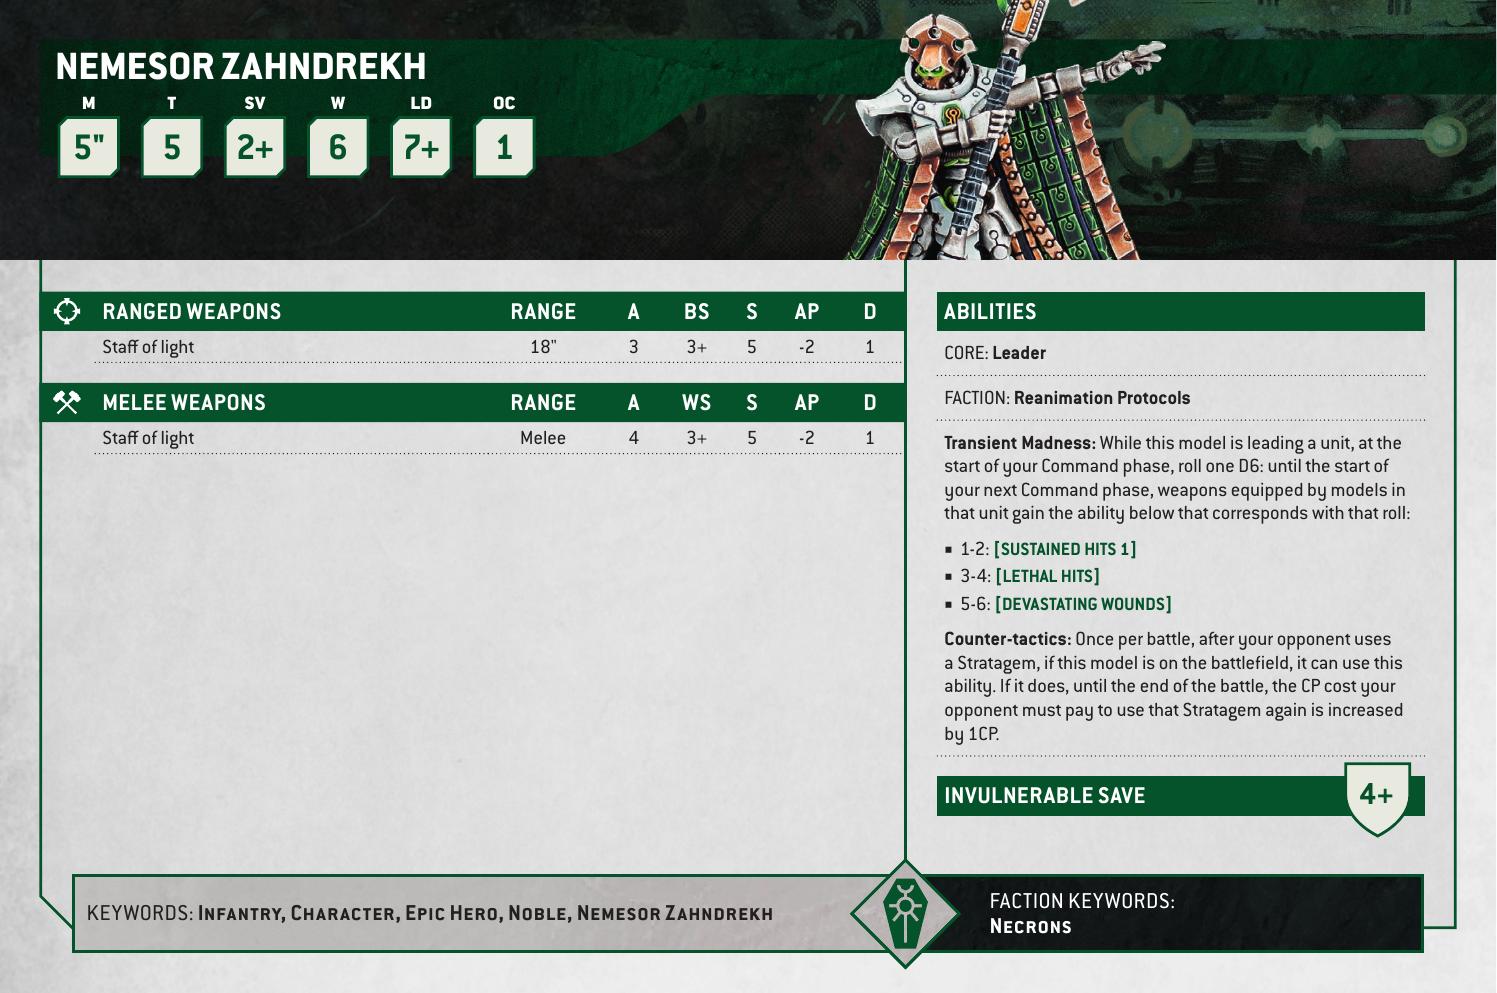 NEMESOR ZAHNDREKH
M T SV W LD OC
5" 5 2+ 6 7+ 1
RANGED WEAPONS RANGE A BS S AP D
Staff of light 18" 3 3+ 5 -2 1
MELEE WEAPONS RANGE A WS S AP D
Staff of light Melee 4 3+ 5 -2 1
ABILITIES
CORE: Leader
FACTION: Reanimation Protocols
Transient Madness: While this model is leading a unit, at the
start of your Command phase, roll one D6: until the start of
your next Command phase, weapons equipped by models in
that unit gain the ability below that corresponds with that roll:
▪ 1-2: [SUSTAINED HITS 1]
▪ 3-4: [LETHAL HITS]
▪ 5-6: [DEVASTATING WOUNDS]
Counter-tactics: Once per battle, after your opponent uses
a Stratagem, if this model is on the battlefield, it can use this
ability. If it does, until the end of the battle, the CP cost your
opponent must pay to use that Stratagem again is increased
by 1CP.
INVULNERABLE SAVE 4+
KEYWORDS: INFANTRY, CHARACTER, EPIC HERO, NOBLE, NEMESOR ZAHNDREKH
FACTION KEYWORDS:
NECRONS